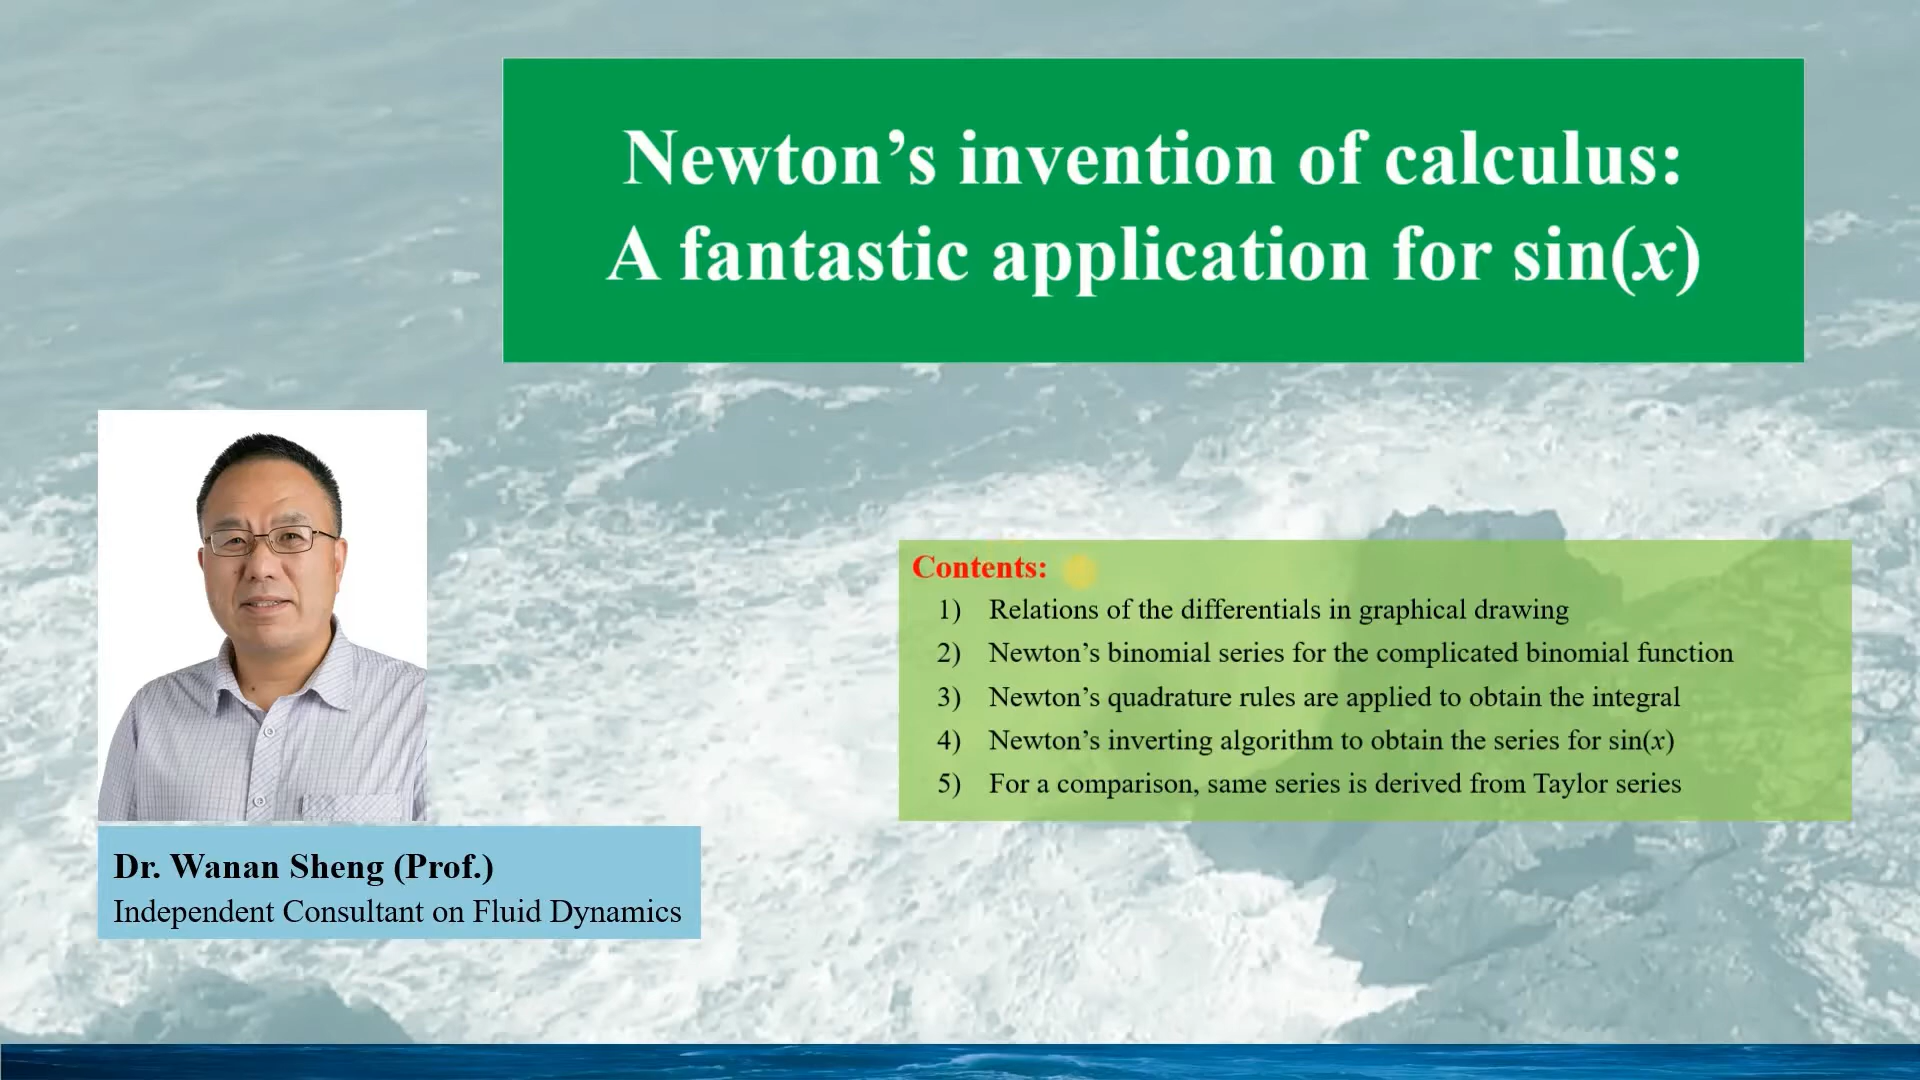 Newton’s invention of calculus:
A fantastic application for sin(x)
Contents:
1) Relations of the differentials in graphical drawing
2) Newton’s binomial series for the complicated binomial function
3) Newton’s quadrature rules are applied to obtain the integral
4) Newton’s inverting algorithm to obtain the series for sin(x)
5) For a comparison, same series is derived from Taylor series
Dr. Wanan Sheng (Prof.)
Independent Consultant on Fluid Dynamics